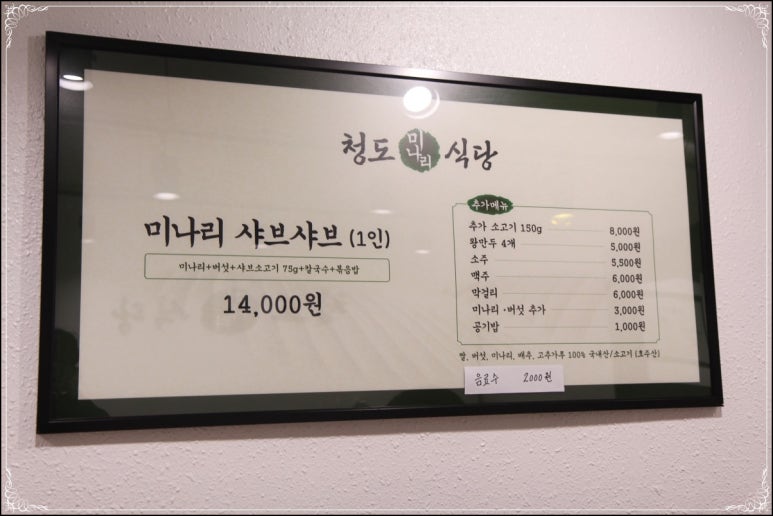 청도 미나리 식당
미나리 샤브샤브 (1인)
미나리+버섯+샤브소고기 75g+칼국수+볶음밥
14,000원
추가메뉴
추가 소고기 150g 8,000원
왕만두 4개 5,000원
소주 5,500원
맥주 6,000원
막걸리 6,000원
미나리·버섯 추가 3,000원
공기밥 1,000원
쌀, 버섯, 미나리, 배추, 고추가루 100% 국내산/소고기 (호주산)
음료수 2000원